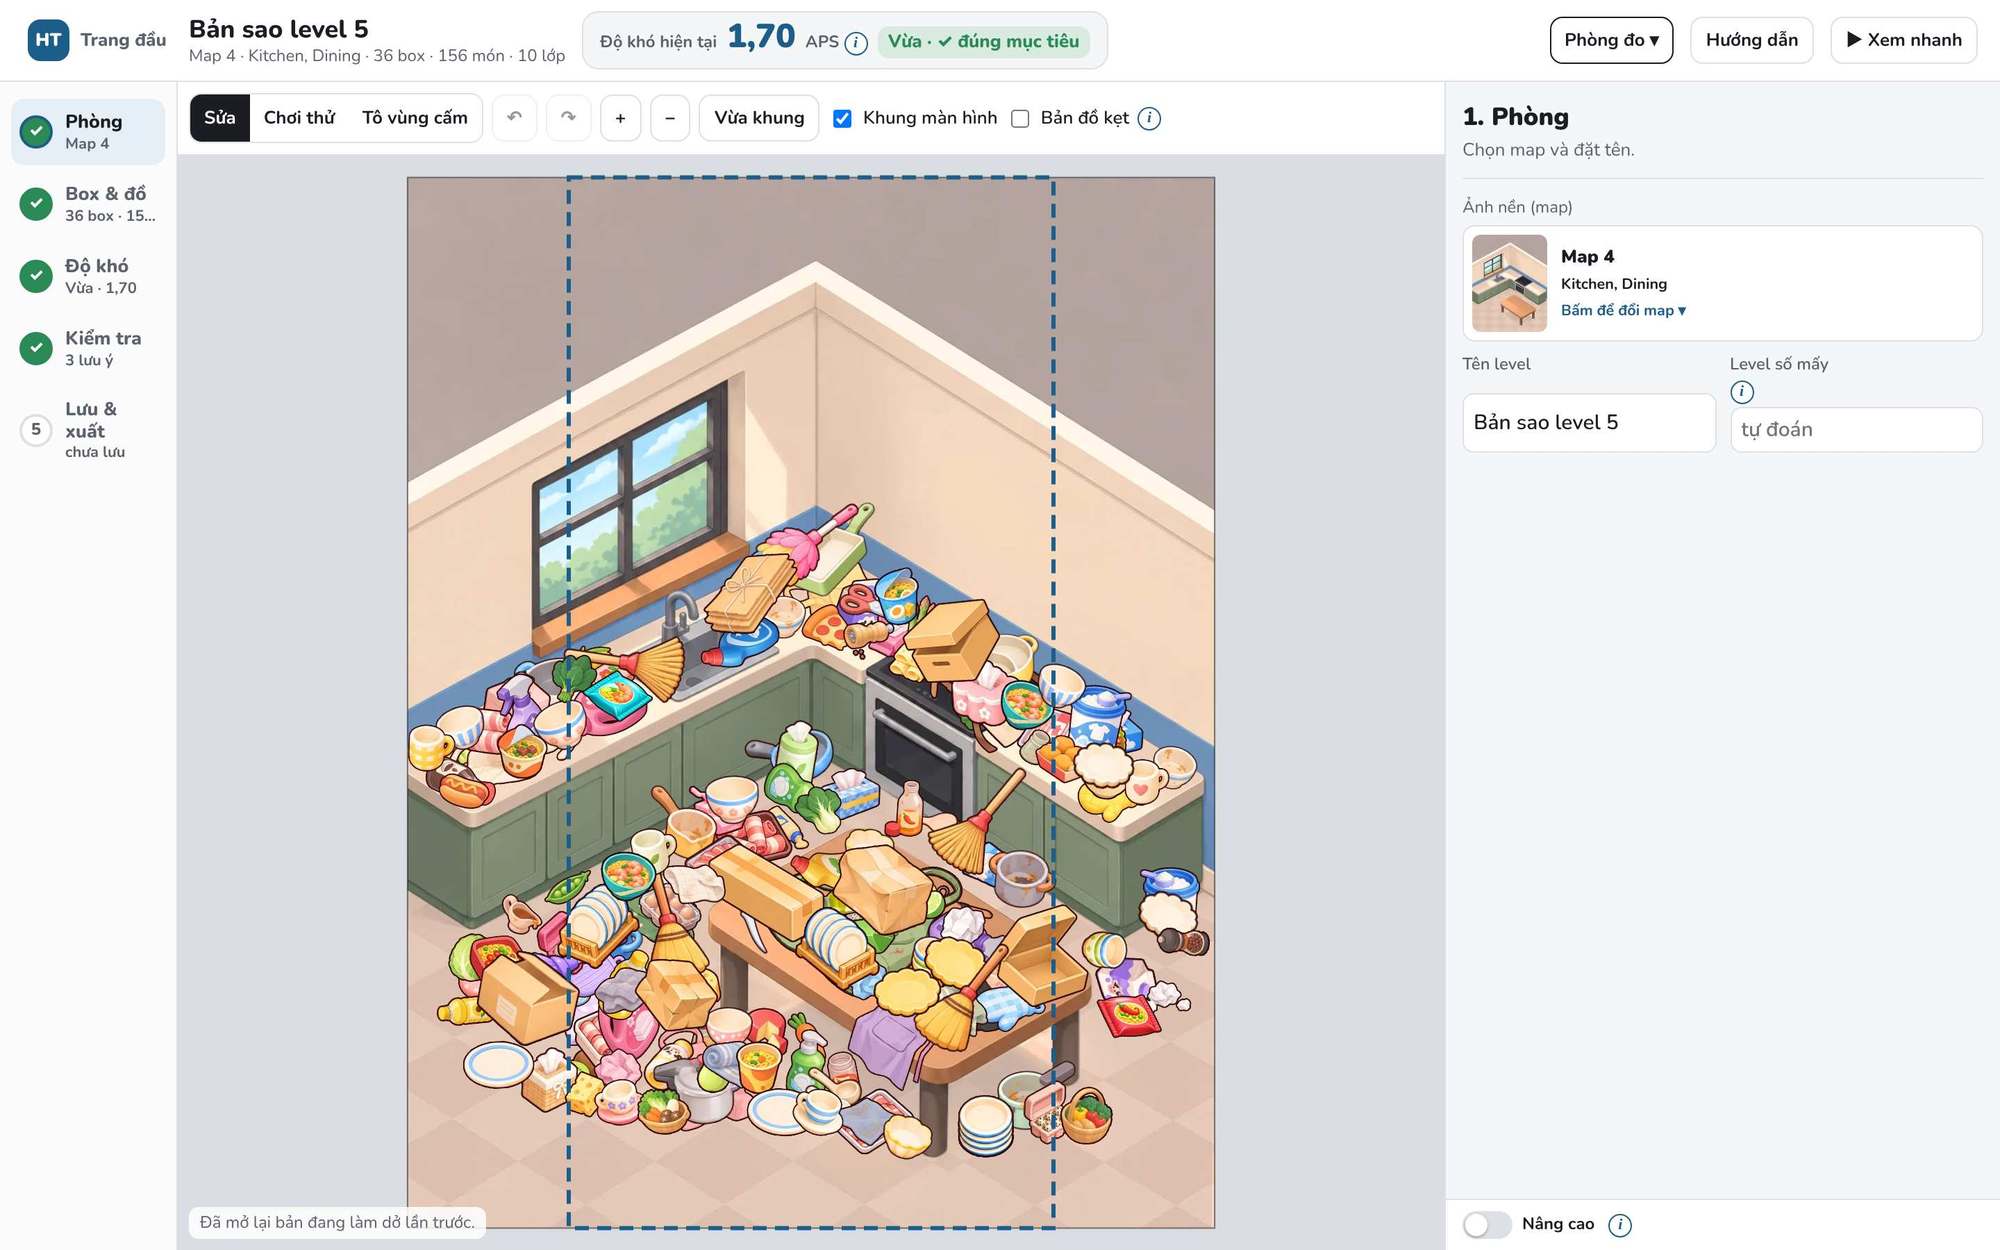 HT
Trang đầu
Bản sao level 5
Map 4 · Kitchen, Dining · 36 box · 156 món · 10 lớp
Độ khó hiện tại 1,70 APS i Vừa · ✓ đúng mục tiêu
Phòng đo ▾
Hướng dẫn
▶ Xem nhanh
Phòng
Map 4
Box & đồ
36 box · 15...
Độ khó
Vừa · 1,70
Kiểm tra
3 lưu ý
5
Lưu &
xuất
chưa lưu
Sửa
Chơi thử
Tô vùng cấm
↶
↷
+
−
Vừa khung
Khung màn hình
Bản đồ kẹt i
Đã mở lại bản đang làm dở lần trước.
1. Phòng
Chọn map và đặt tên.
Ảnh nền (map)
Map 4
Kitchen, Dining
Bấm để đổi map ▾
Tên level
Level số mấy
i
Bản sao level 5
tự đoán
Nâng cao i